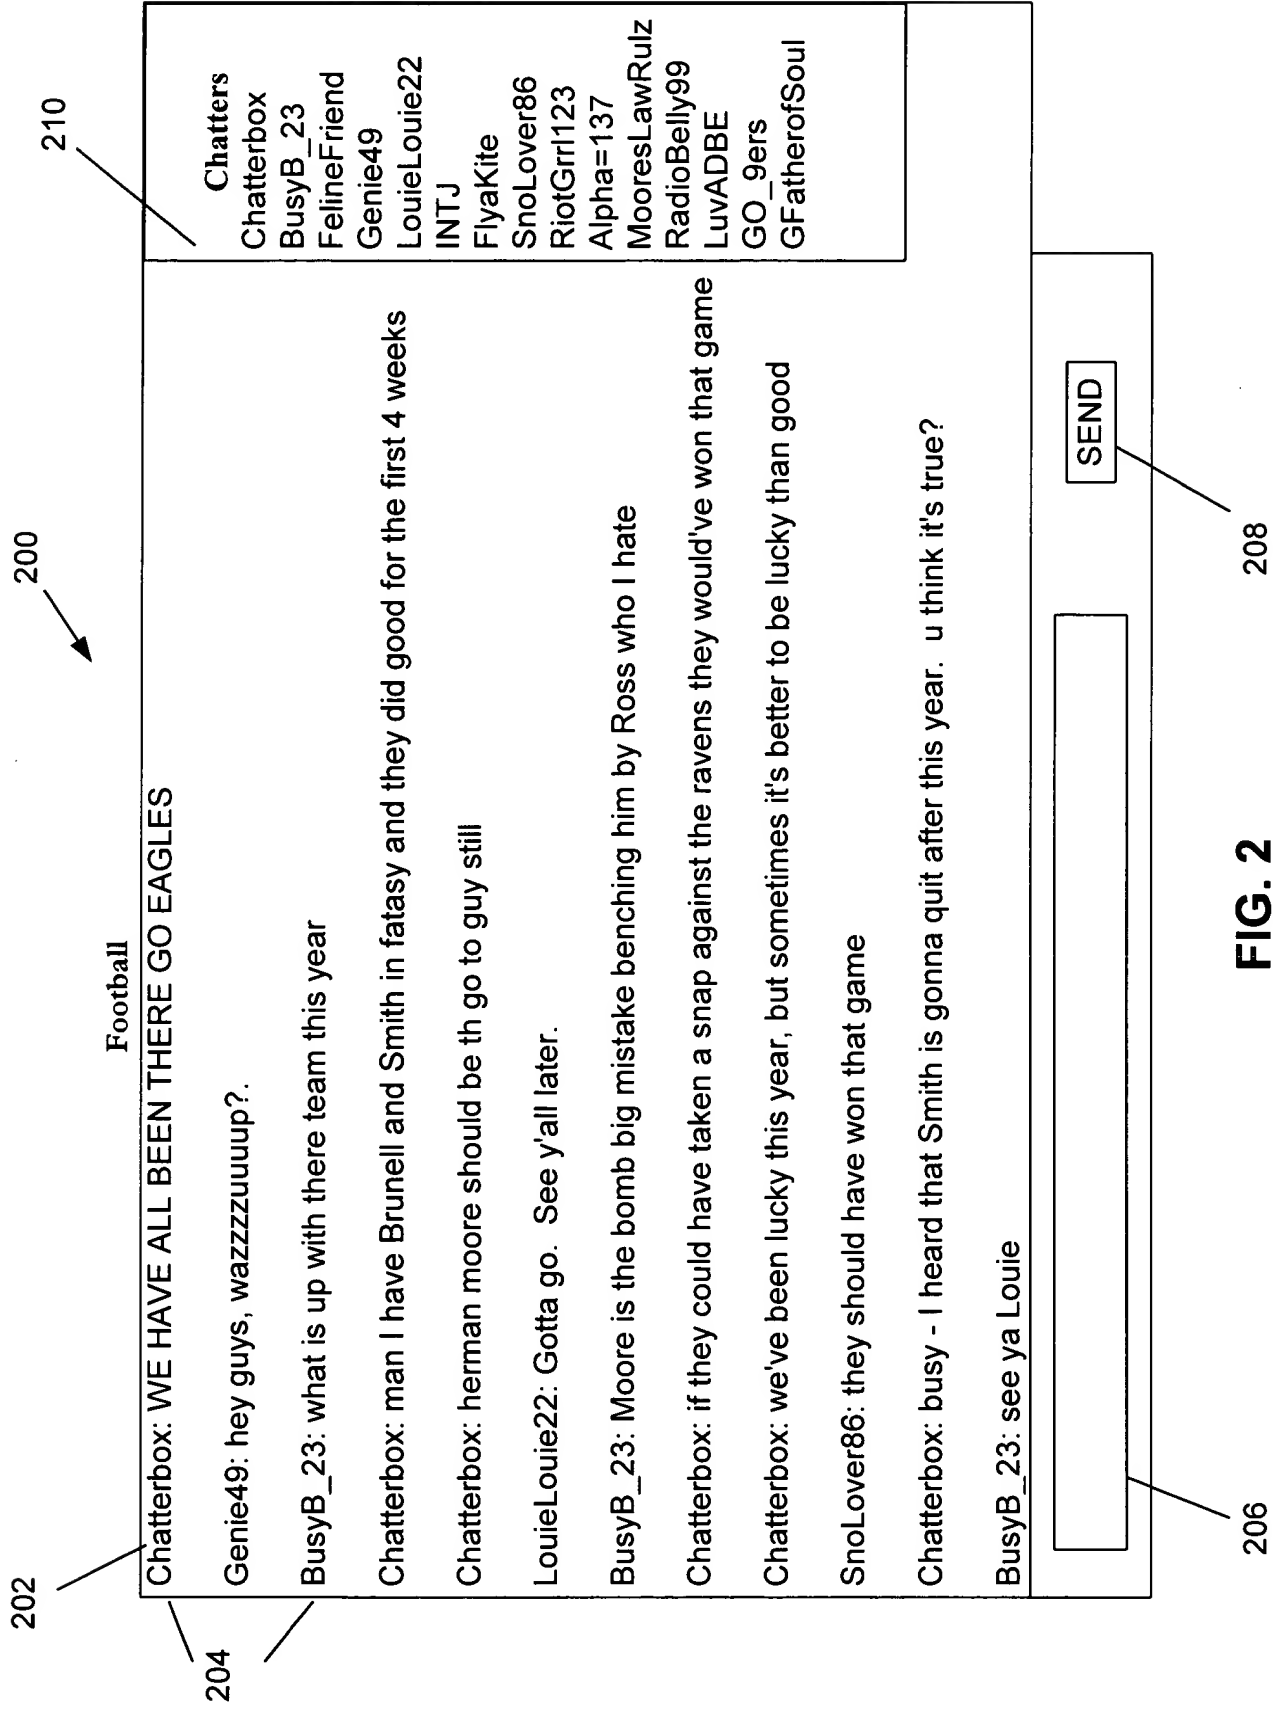 200
Football
202
204
Chatterbox: WE HAVE ALL BEEN THERE GO EAGLES
Genie49: hey guys, wazzzzuuuup?.
BusyB_23: what is up with there team this year
Chatterbox: man I have Brunell and Smith in fatasy and they did good for the first 4 weeks
Chatterbox: herman moore should be th go to guy still
LouieLouie22: Gotta go.  See y'all later.
BusyB_23: Moore is the bomb big mistake benching him by Ross who I hate
Chatterbox: if they could have taken a snap against the ravens they would've won that game
Chatterbox: we've been lucky this year, but sometimes it's better to be lucky than good
SnoLover86: they should have won that game
Chatterbox: busy - I heard that Smith is gonna quit after this year.  u think it's true?
BusyB_23: see ya Louie
210
Chatters
Chatterbox
BusyB_23
FelineFriend
Genie49
LouieLouie22
INTJ
FlyaKite
SnoLover86
RiotGrrl123
Alpha=137
MooresLawRulz
RadioBelly99
LuvADBE
GO_9ers
GFatherofSoul
SEND
206
208
FIG. 2